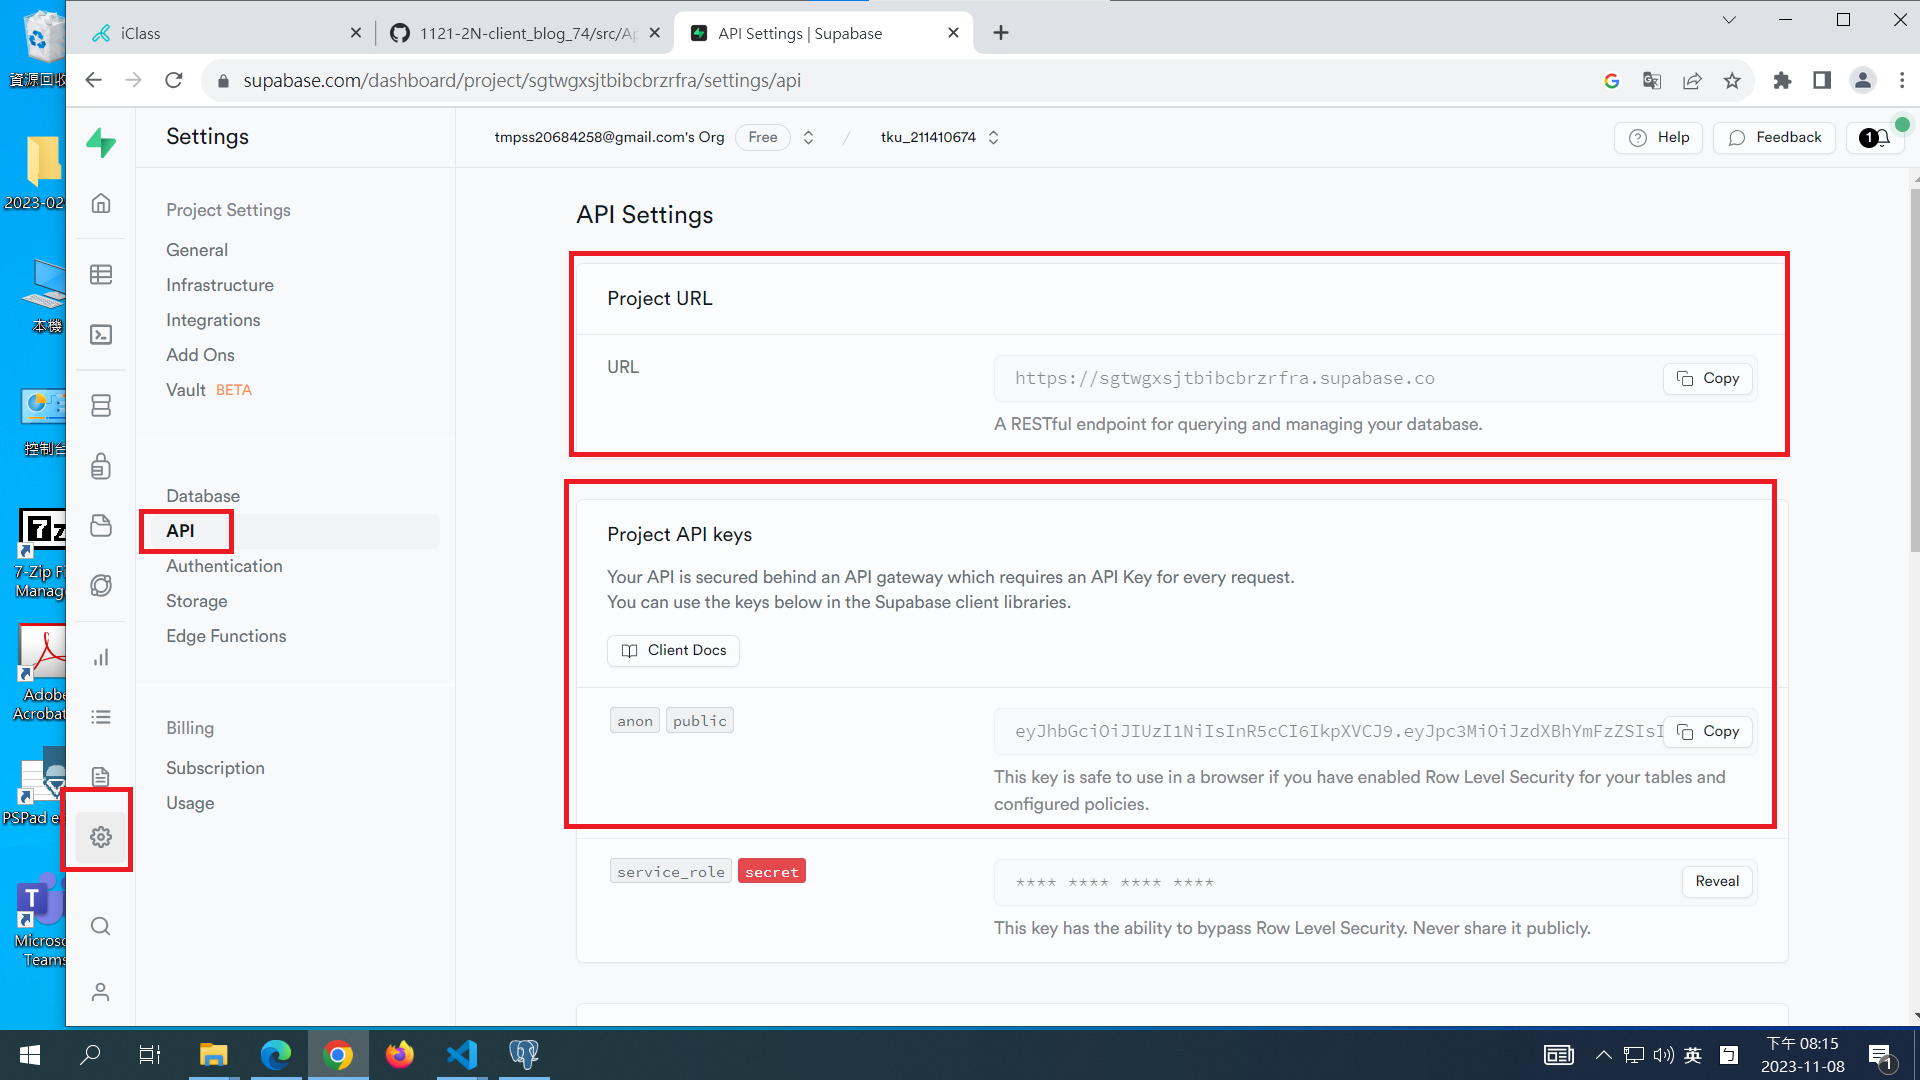 資源回收
2023-02
本機
控制台
7-Zip Fi
Manag
Adobe
Acrobat
PSPad e
Microso
Teams
iClass
1121-2N-client_blog_74/src/Ap
API Settings | Supabase
supabase.com/dashboard/project/sgtwgxsjtbibcbrzrfra/settings/api
Settings
tmpss20684258@gmail.com's Org
Free
/
tku_211410674
Help
Feedback
1
Project Settings
General
Infrastructure
Integrations
Add Ons
Vault BETA
Database
API
Authentication
Storage
Edge Functions
Billing
Subscription
Usage
API Settings
Project URL
URL
https://sgtwgxsjtbibcbrzrfra.supabase.co
Copy
A RESTful endpoint for querying and managing your database.
Project API keys
Your API is secured behind an API gateway which requires an API Key for every request.
You can use the keys below in the Supabase client libraries.
Client Docs
anon public
eyJhbGciOiJIUzI1NiIsInR5cCI6IkpXVCJ9.eyJpc3MiOiJzdXBhYmFzZSIsI
Copy
This key is safe to use in a browser if you have enabled Row Level Security for your tables and
configured policies.
service_role secret
**** **** **** ****
Reveal
This key has the ability to bypass Row Level Security. Never share it publicly.
英
下午 08:15
2023-11-08
1